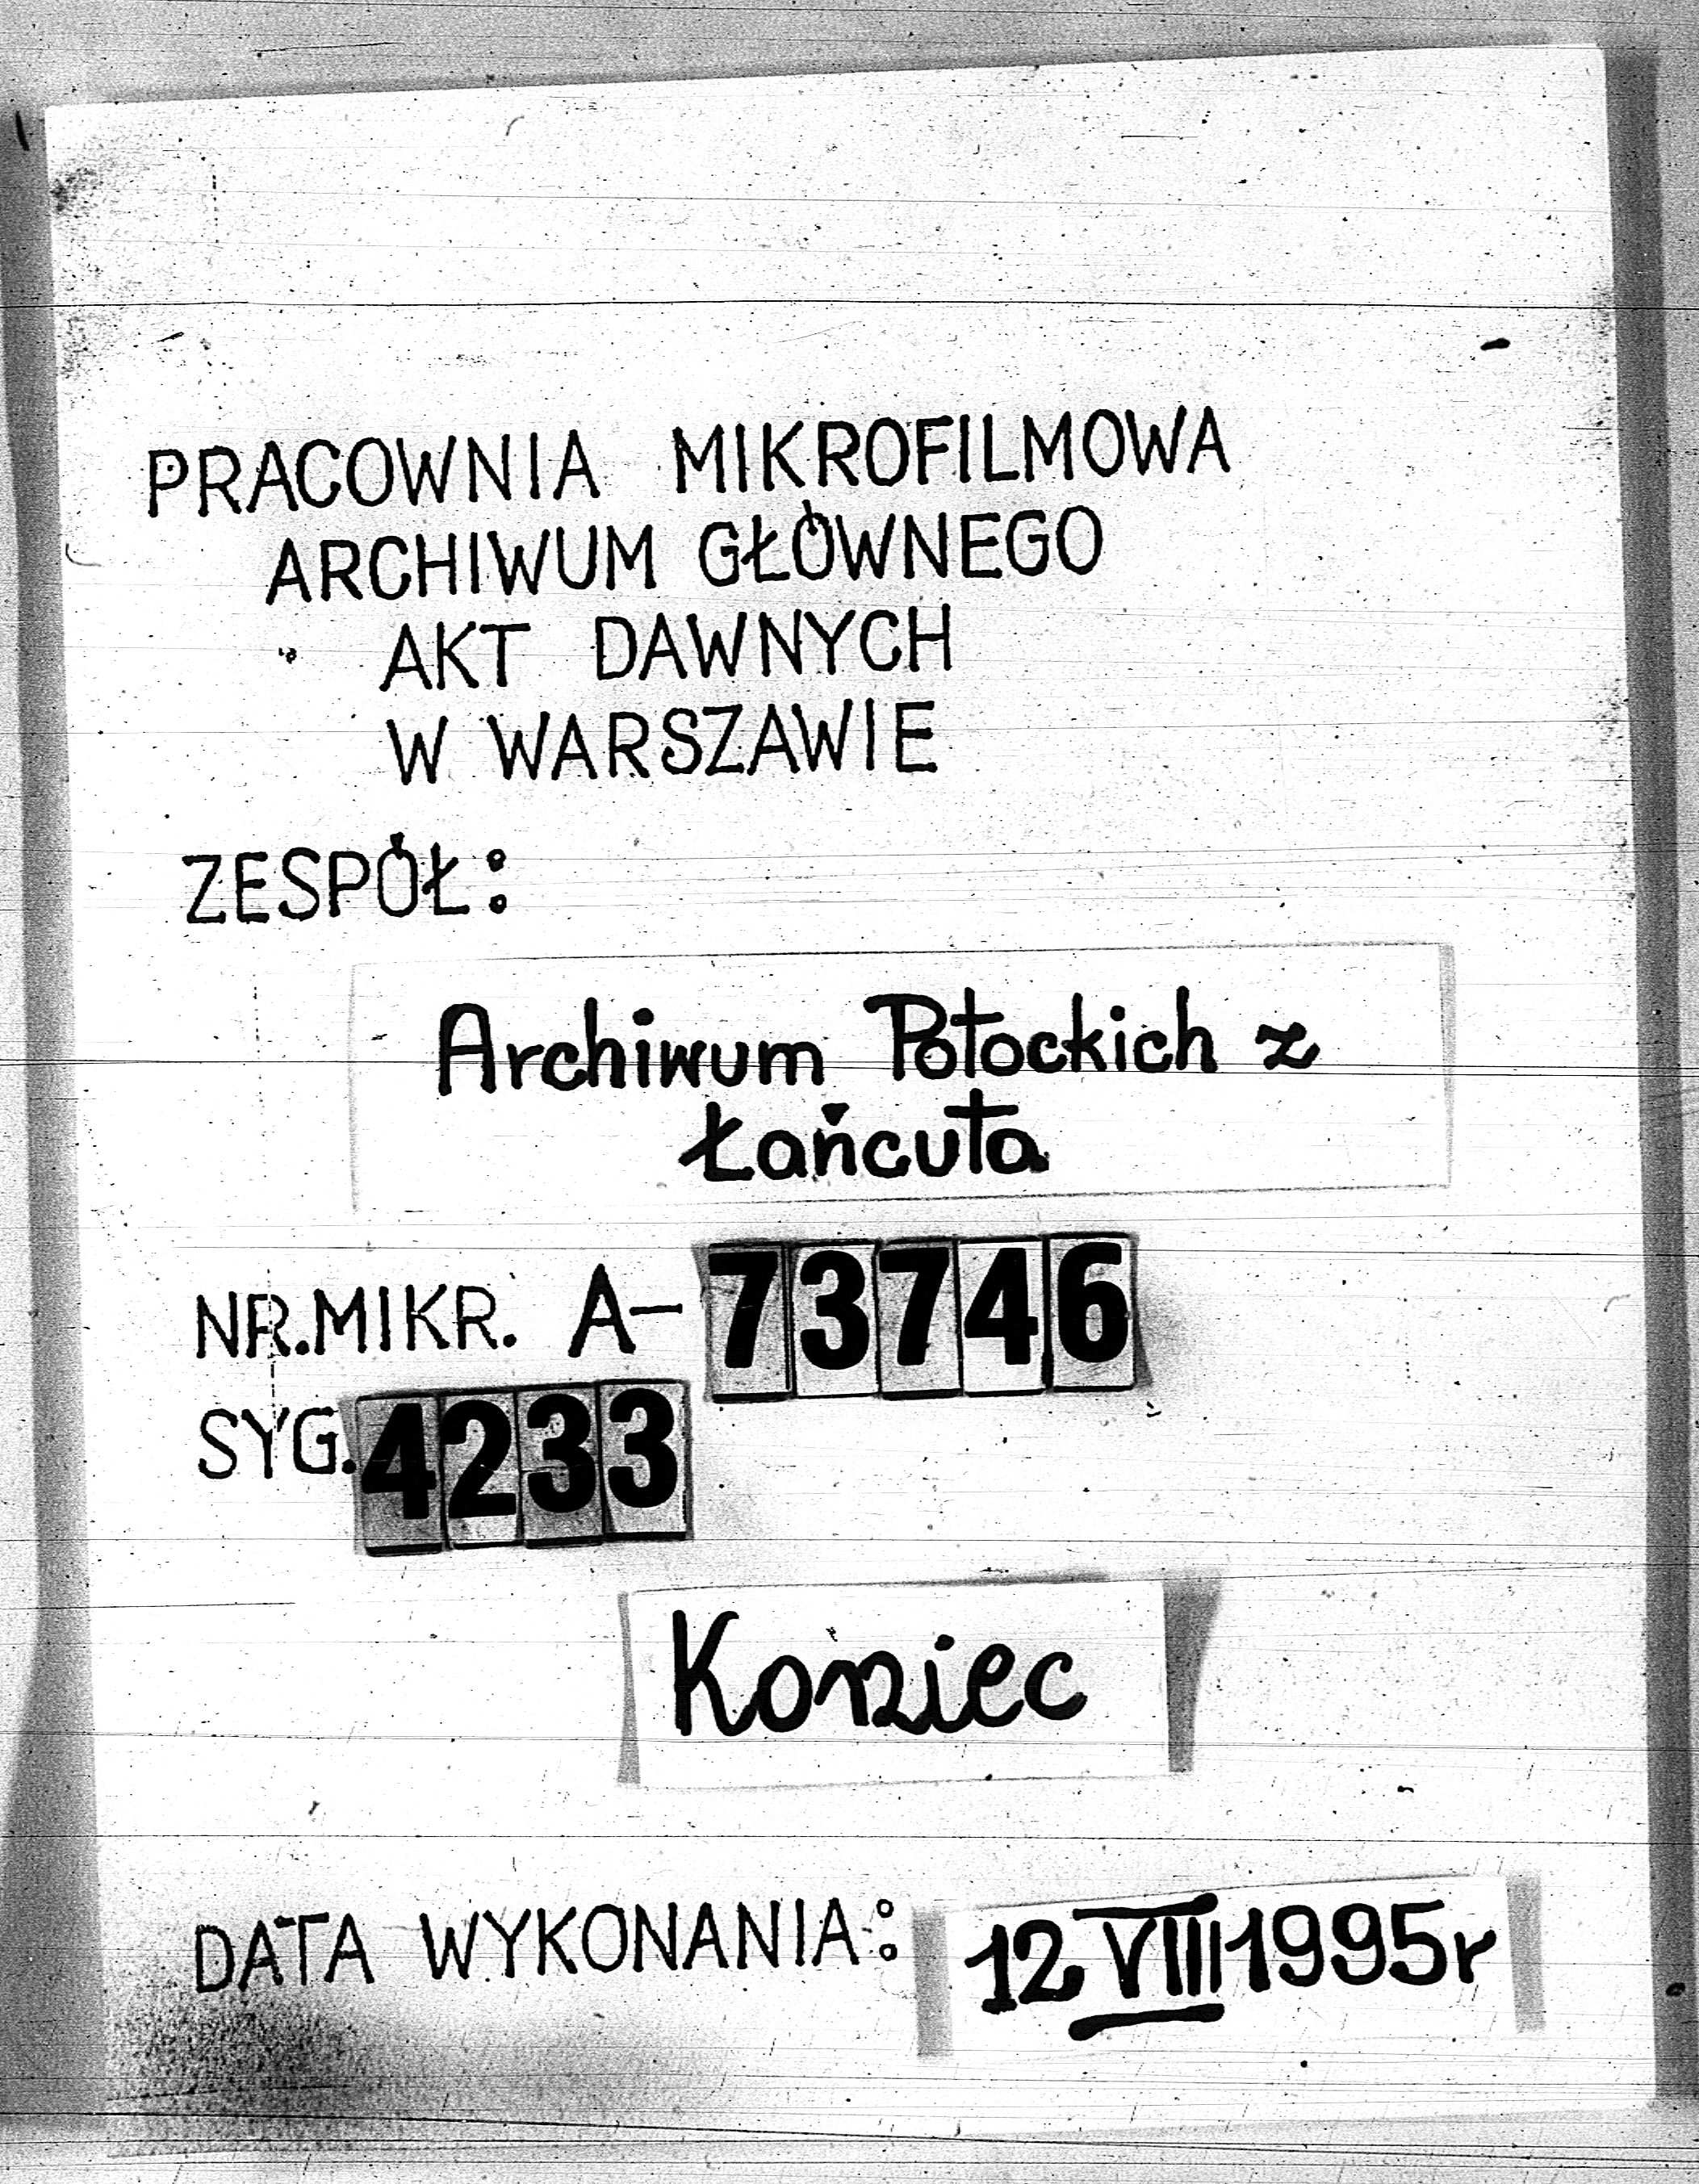 PRACOWNIA MIKROFILMOWA
ARCHIWUM GŁÓWNEGO
AKT DAWNYCH
W WARSZAWIE
ZESPÓŁ:
Archiwum Potockich z
Łańcuta
NR.MIKR. A-73746
SYG. 4233
Koniec
DATA WYKONANIA: 12 VIII 1995r